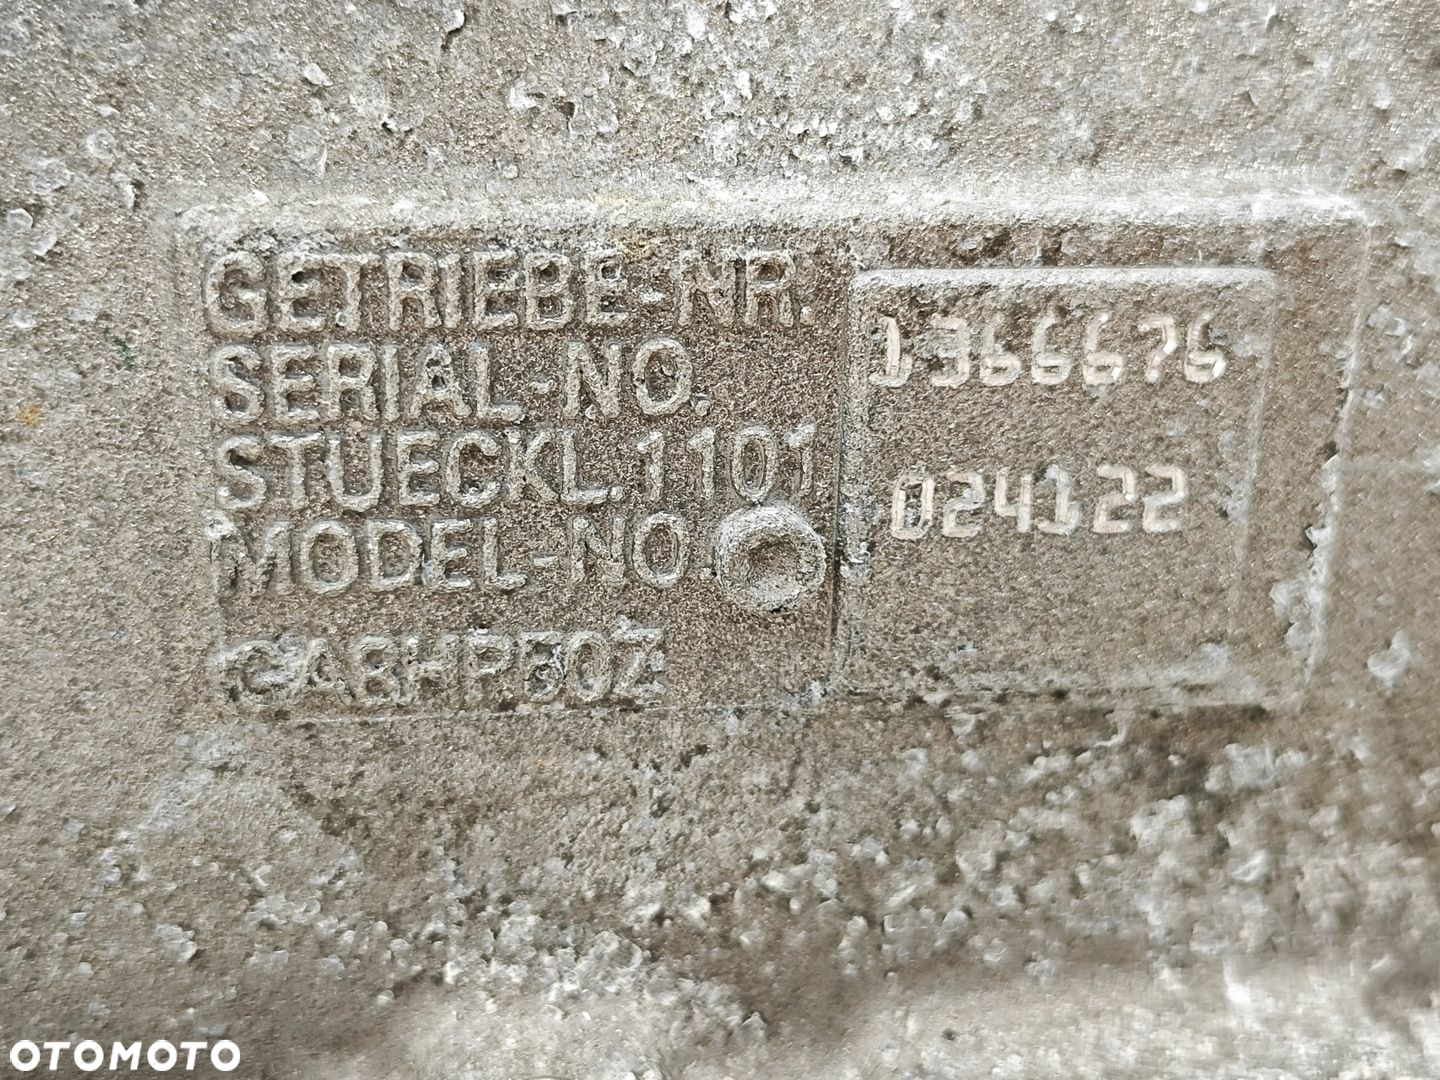 GETRIEBE-NR. 1366676
SERIAL-NO.
STUECKL.1101 024122
MODEL-NO.
GA8HP50Z
OTOMOTO